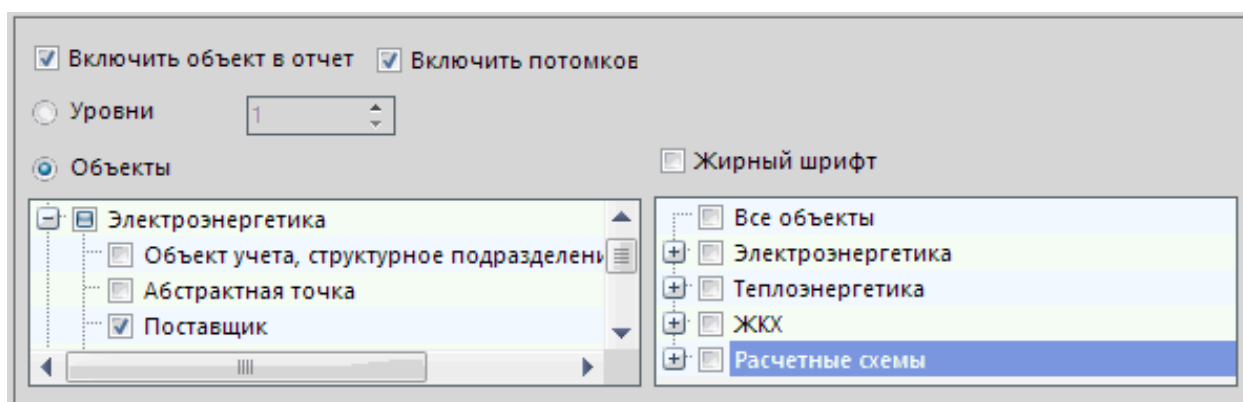 Включить объект в отчет Включить потомков
Уровни 1
Объекты
Жирный шрифт
Электроэнергетика
Объект учета, структурное подразделени
Абстрактная точка
Поставщик
Все объекты
Электроэнергетика
Теплоэнергетика
ЖКХ
Расчетные схемы